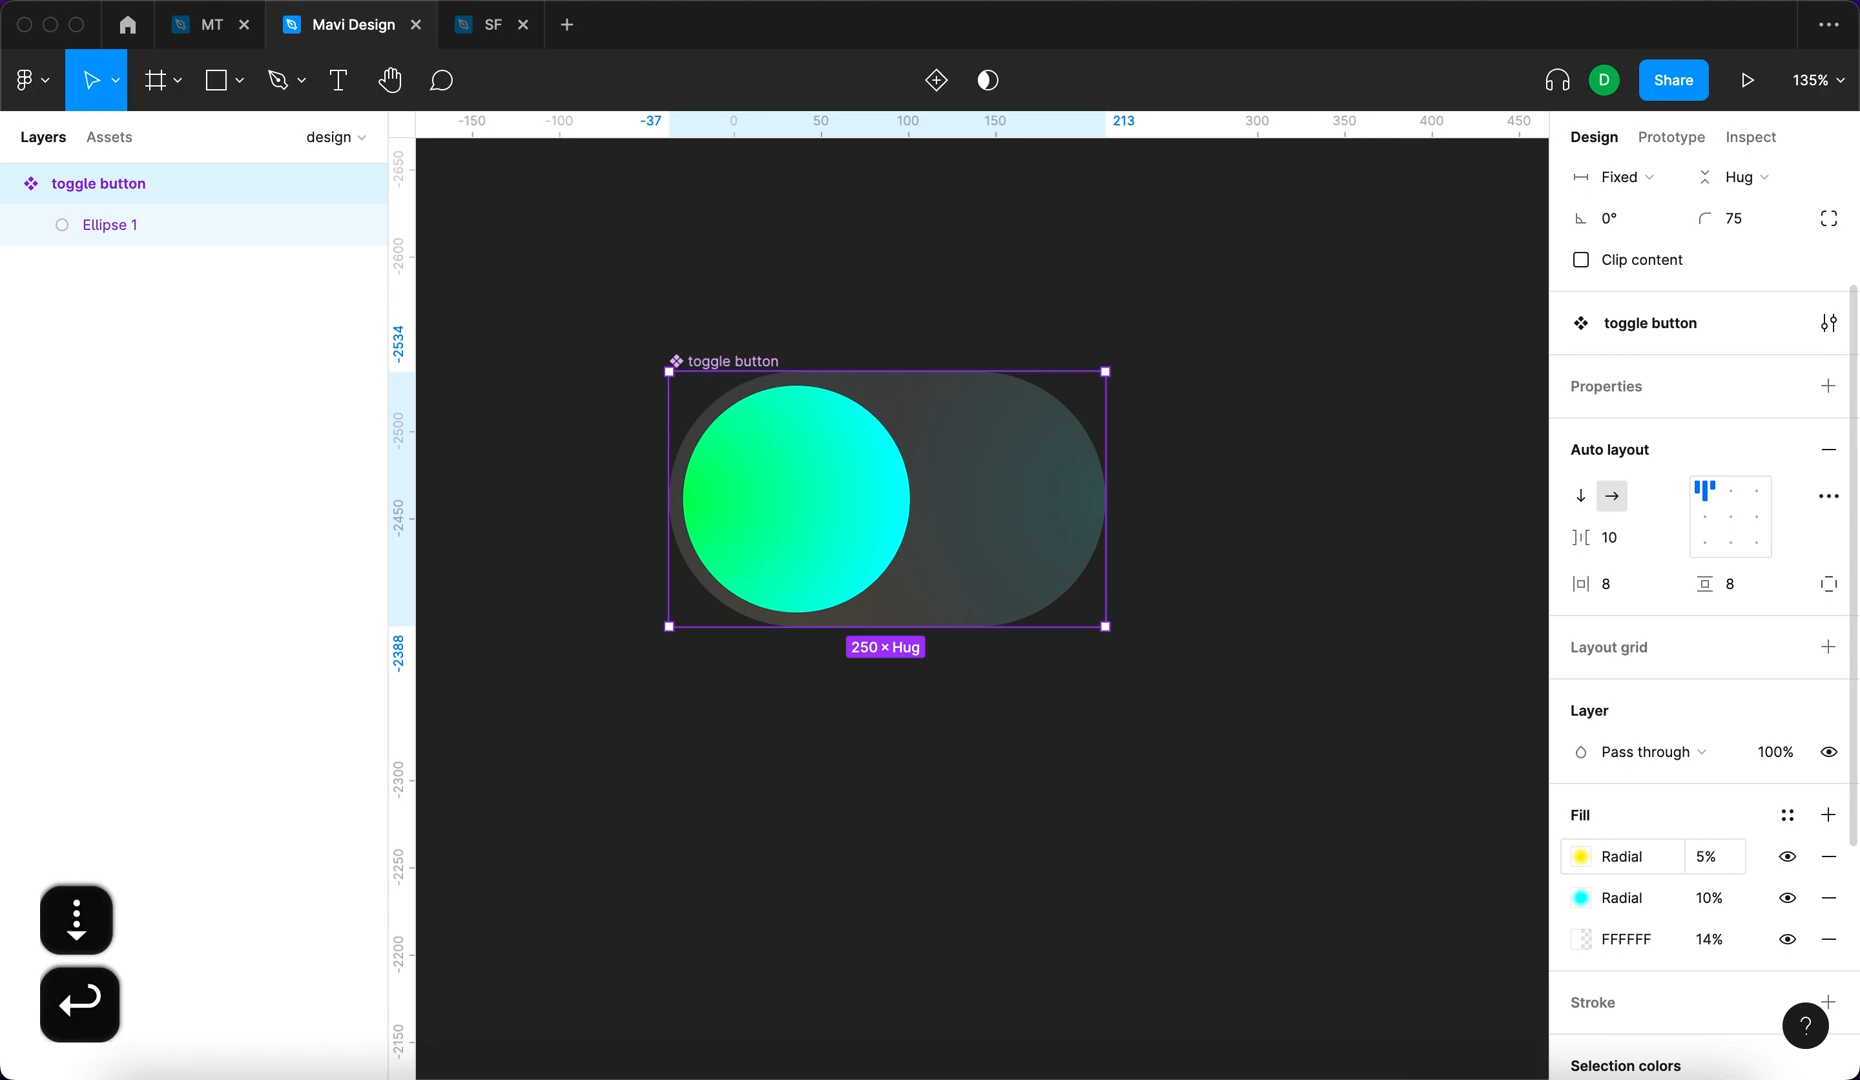 MT
Mavi Design
SF
D
Share
135%
Layers
Assets
design
-150
-100
-37
0
50
100
150
213
300
350
400
450
Design
Prototype
Inspect
toggle button
Ellipse 1
-2650
-2600
-2534
-2500
-2450
-2388
-2300
-2250
-2200
-2150
toggle button
250 × Hug
Fixed
Hug
0°
75
Clip content
toggle button
Properties
Auto layout
10
8
8
Layout grid
Layer
Pass through
100%
Fill
Radial
5%
Radial
10%
FFFFFF
14%
Stroke
?
Selection colors